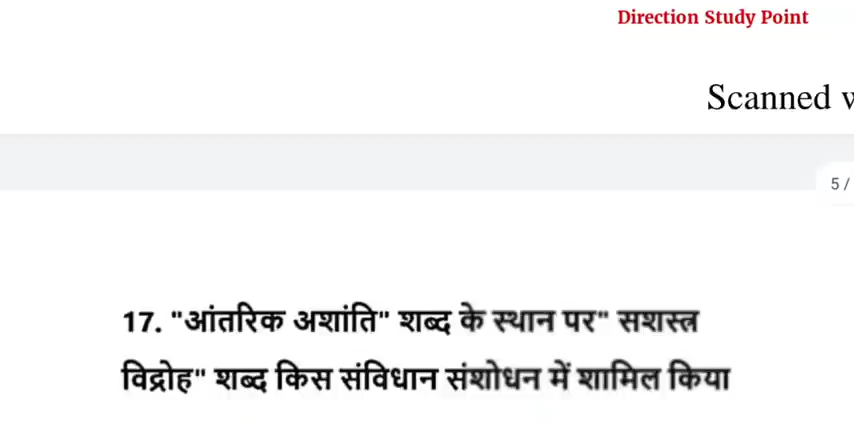 Direction Study Point
Scanned
5 /
17. "आंतरिक अशांति" शब्द के स्थान पर" सशस्त्र
विद्रोह" शब्द किस संविधान संशोधन में शामिल किया